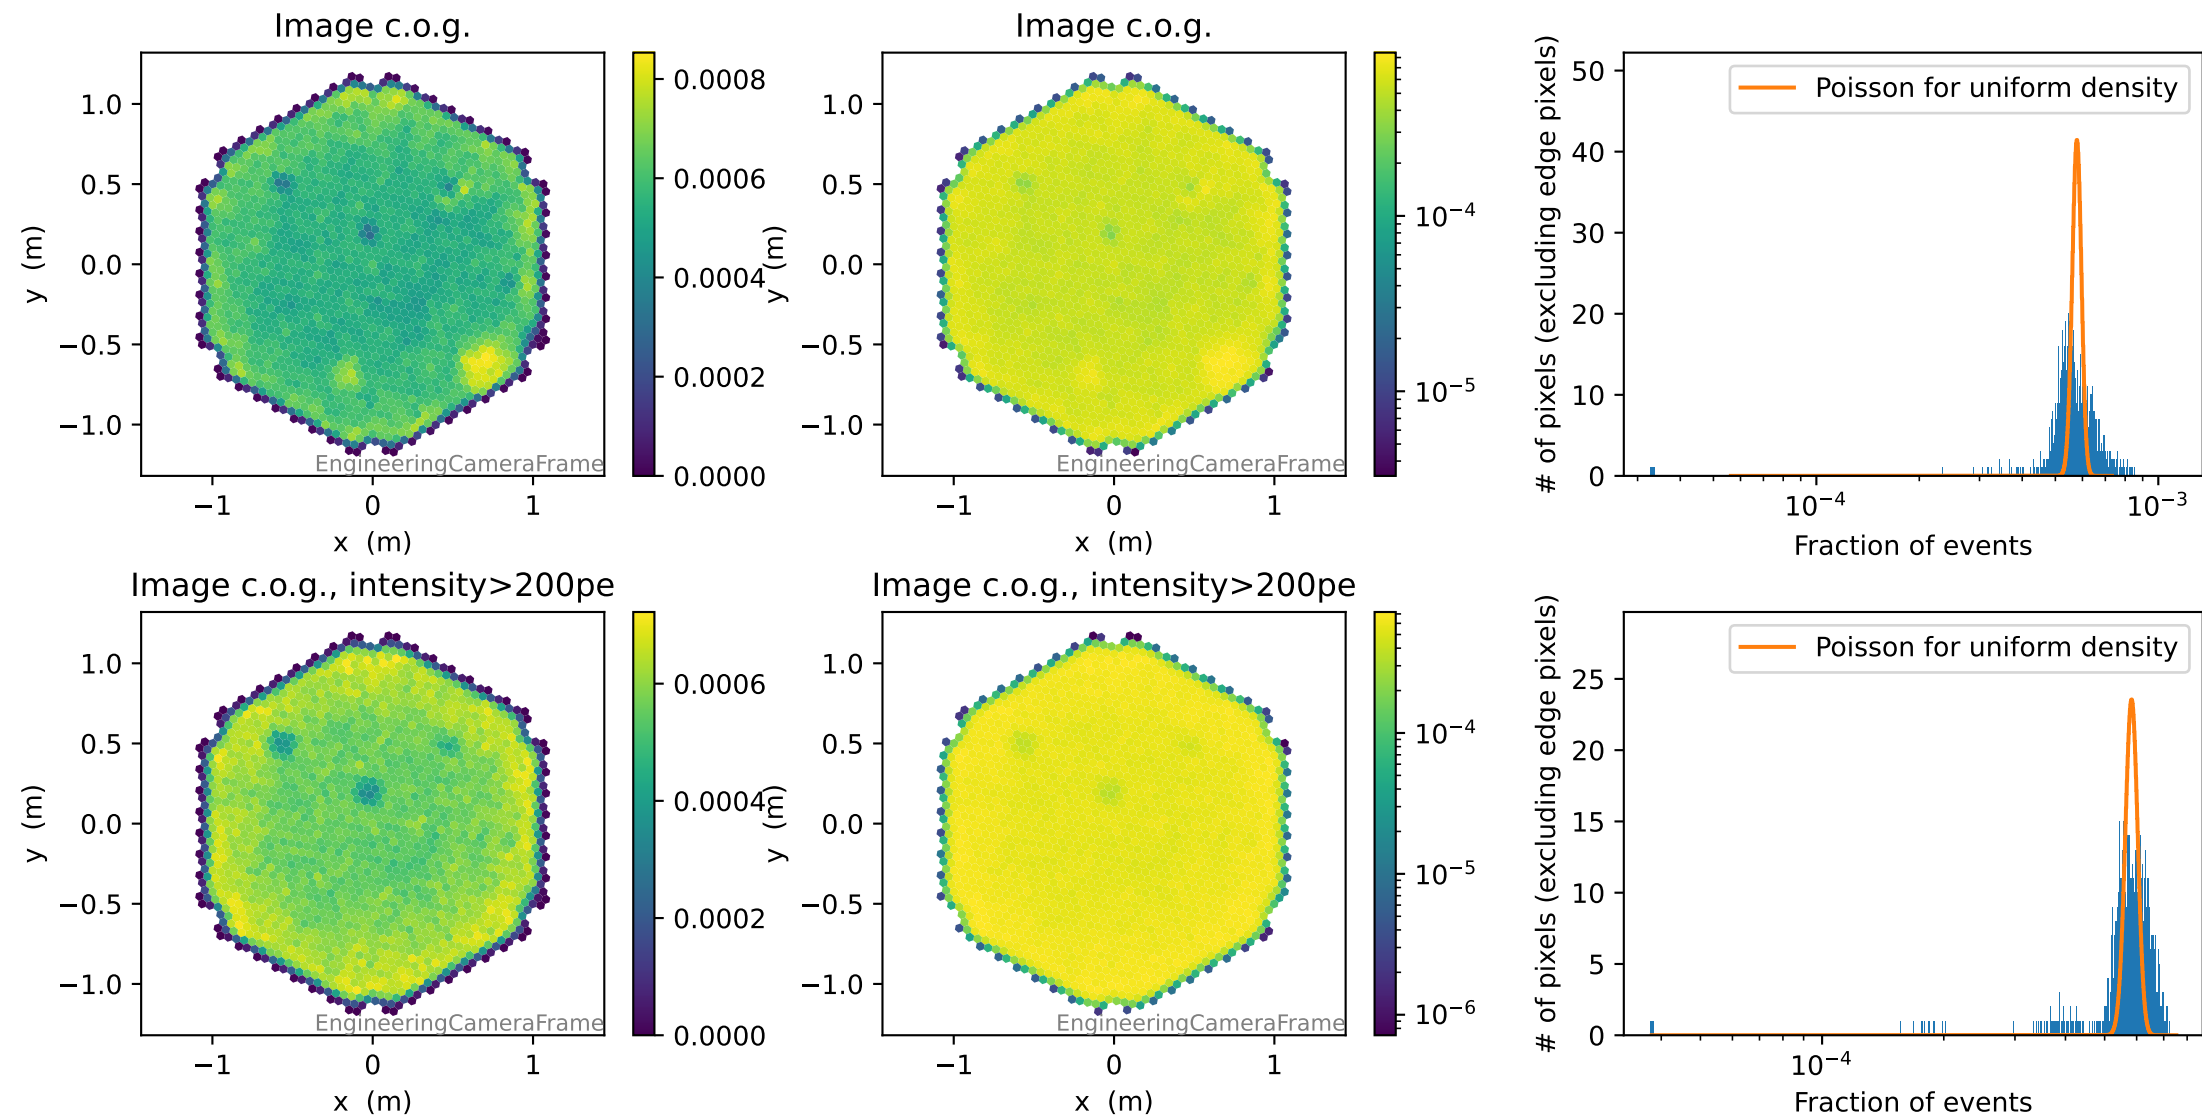 Image c.o.g.
y (m)
1.0
0.5
0.0
−0.5
−1.0
−1
0
1
x (m)
EngineeringCameraFrame
0.0008
0.0006
0.0004
0.0002
0.0000
Image c.o.g.
y (m)
1.0
0.5
0.0
−0.5
−1.0
−1
0
1
x (m)
EngineeringCameraFrame
10−4
10−5
# of pixels (excluding edge pixels)
50
40
30
20
10
0
Poisson for uniform density
10−4
10−3
Fraction of events
Image c.o.g., intensity>200pe
y (m)
1.0
0.5
0.0
−0.5
−1.0
−1
0
1
x (m)
EngineeringCameraFrame
0.0006
0.0004
0.0002
0.0000
Image c.o.g., intensity>200pe
y (m)
1.0
0.5
0.0
−0.5
−1.0
−1
0
1
x (m)
EngineeringCameraFrame
10−4
10−5
10−6
# of pixels (excluding edge pixels)
25
20
15
10
5
0
Poisson for uniform density
10−4
Fraction of events